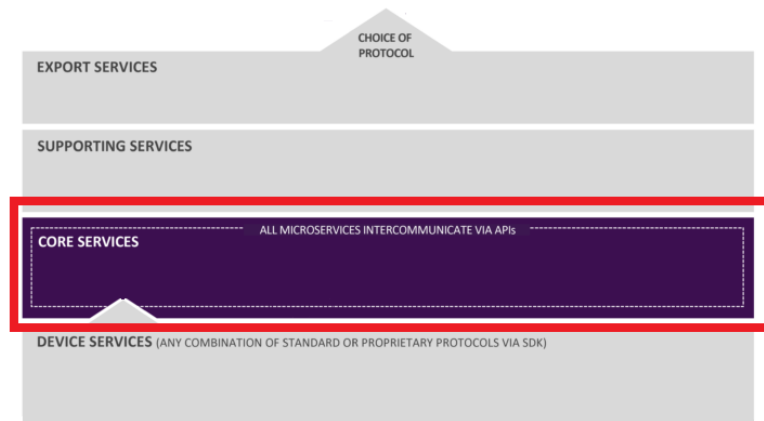 CHOICE OF
PROTOCOL
EXPORT SERVICES
SUPPORTING SERVICES
ALL MICROSERVICES INTERCOMMUNICATE VIA APIs
CORE SERVICES
DEVICE SERVICES (ANY COMBINATION OF STANDARD OR PROPRIETARY PROTOCOLS VIA SDK)